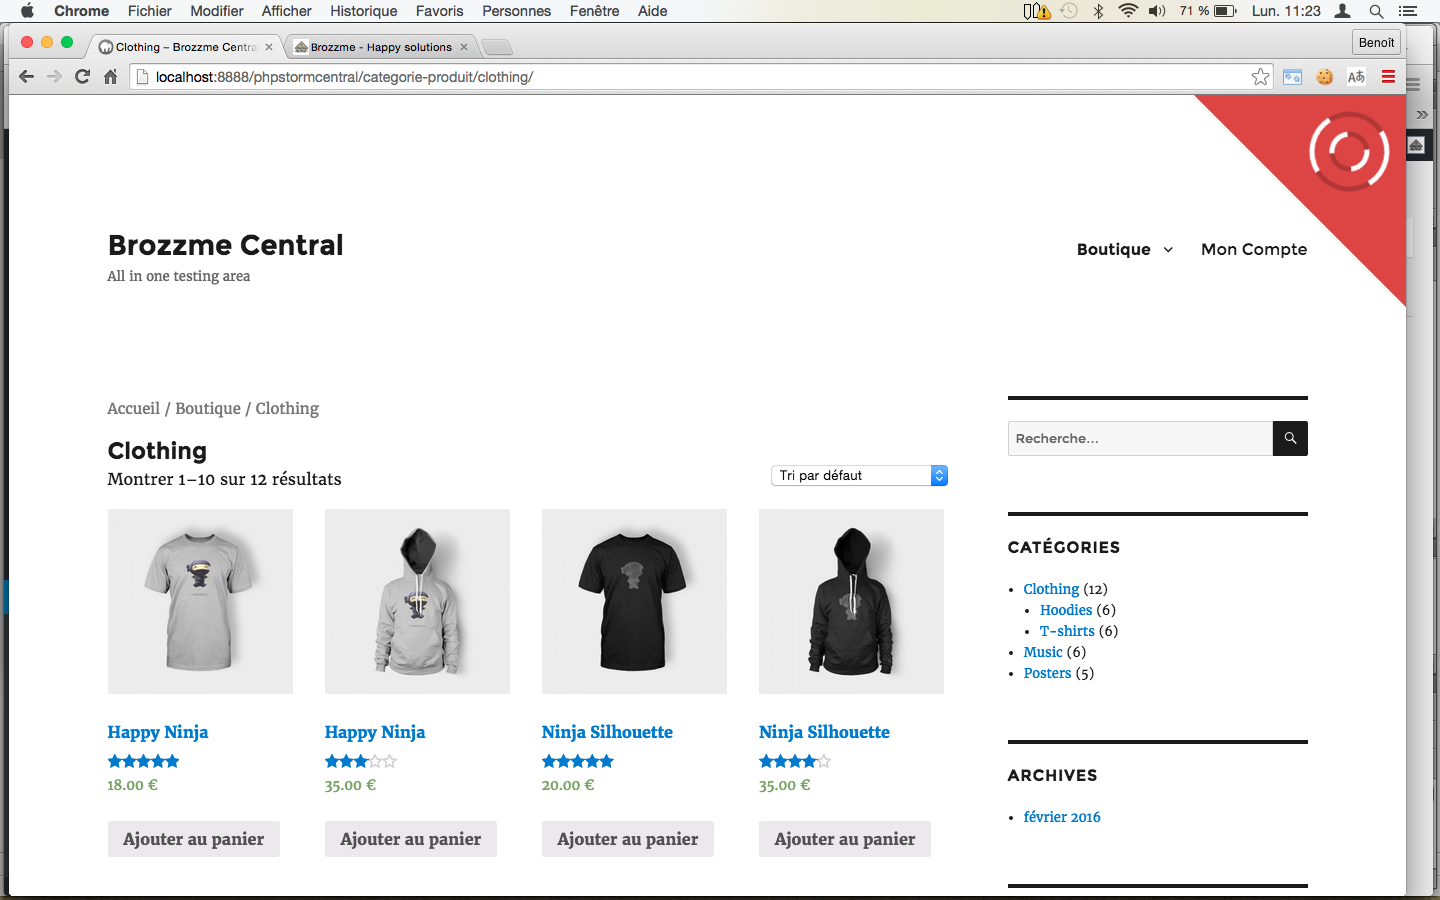 Chrome Fichier Modifier Afficher Historique Favoris Personnes Fenêtre Aide 71 % Lun. 11:23
Clothing – Brozzme Centra Brozzme - Happy solutions Benoît
localhost:8888/phpstormcentral/categorie-produit/clothing/ Aあ
Brozzme Central
All in one testing area
Boutique Mon Compte
Accueil / Boutique / Clothing
Clothing
Montrer 1–10 sur 12 résultats
Tri par défaut
Happy Ninja
18.00 €
Ajouter au panier
Happy Ninja
35.00 €
Ajouter au panier
Ninja Silhouette
20.00 €
Ajouter au panier
Ninja Silhouette
35.00 €
Ajouter au panier
Recherche...
CATÉGORIES
Clothing (12)
Hoodies (6)
T-shirts (6)
Music (6)
Posters (5)
ARCHIVES
février 2016